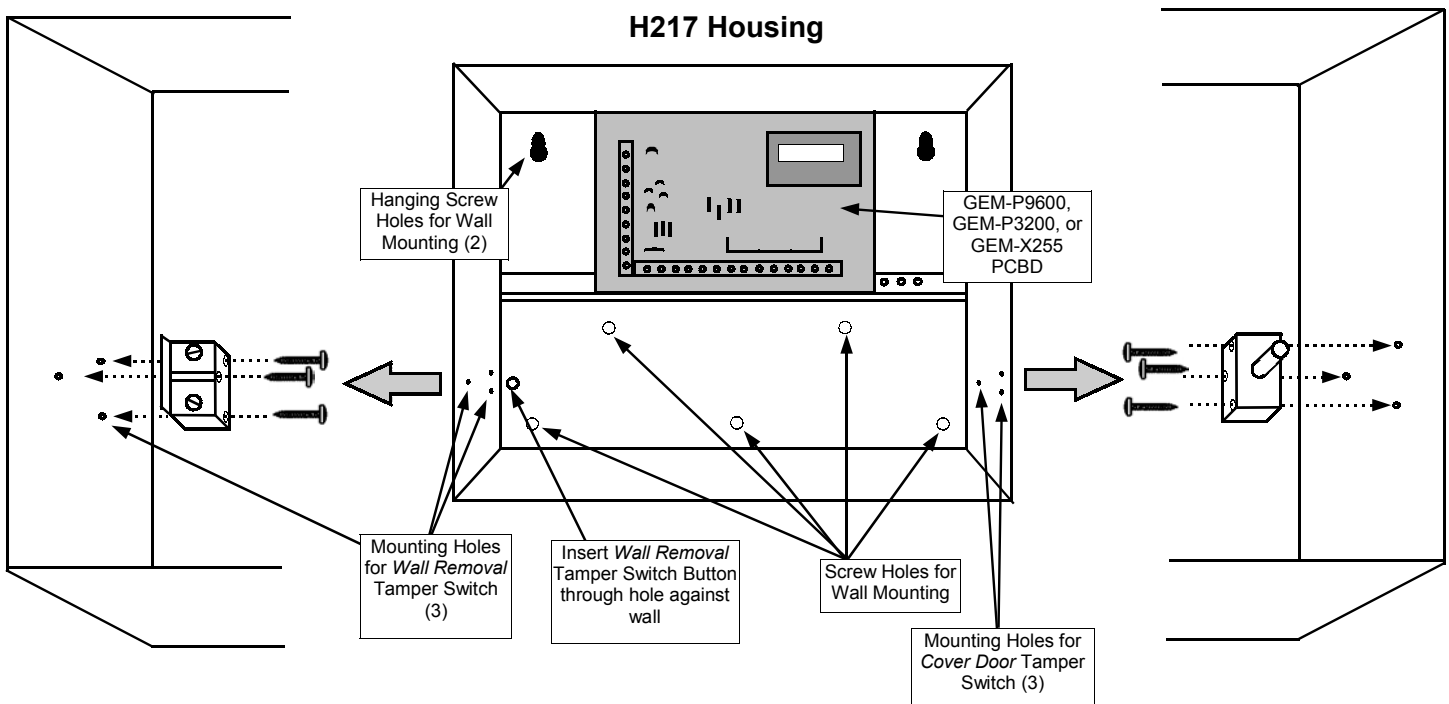 H217 Housing
Hanging Screw
Holes for Wall
Mounting (2)
GEM-P9600,
GEM-P3200, or
GEM-X255
PCBD
Mounting Holes
for Wall Removal
Tamper Switch
(3)
Insert Wall Removal
Tamper Switch Button
through hole against
wall
Screw Holes for
Wall Mounting
Mounting Holes for
Cover Door Tamper
Switch (3)